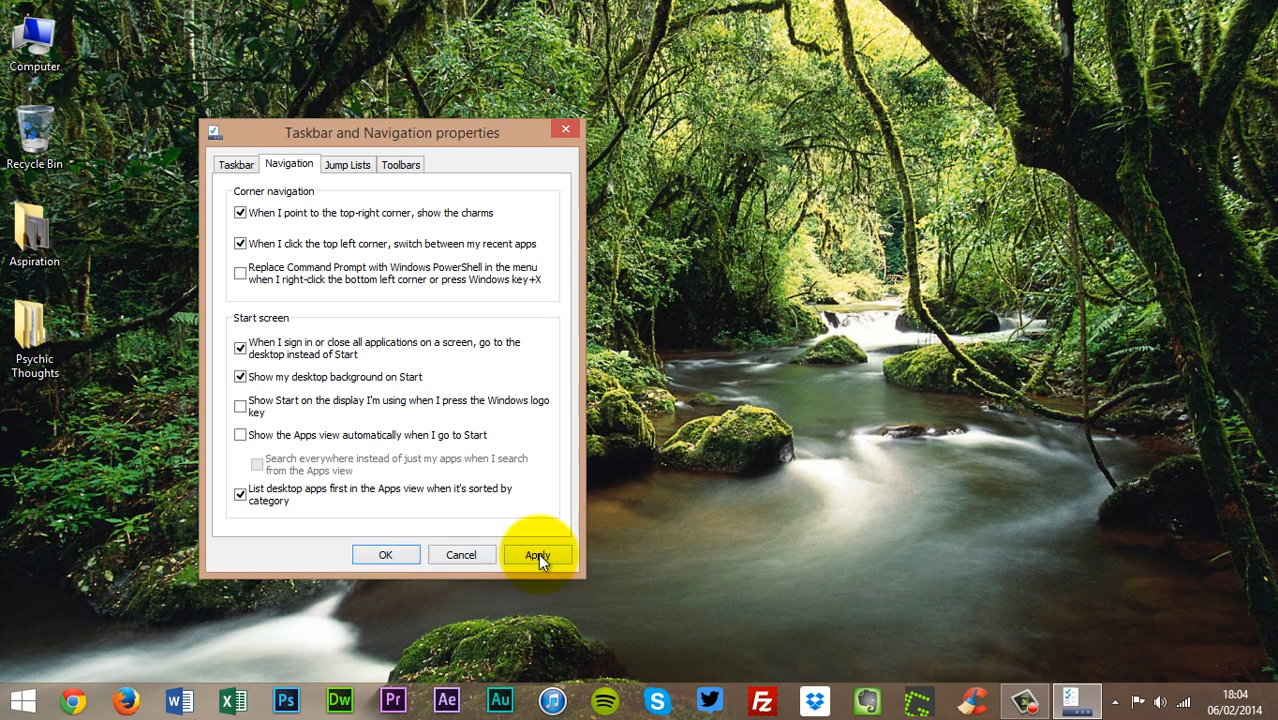 Computer
Recycle Bin
Aspiration
Psychic
Thoughts
Taskbar and Navigation properties
Taskbar Navigation Jump Lists Toolbars
Corner navigation
When I point to the top-right corner, show the charms
When I click the top left corner, switch between my recent apps
Replace Command Prompt with Windows PowerShell in the menu
when I right-click the bottom left corner or press Windows key+X
Start screen
When I sign in or close all applications on a screen, go to the
desktop instead of Start
Show my desktop background on Start
Show Start on the display I'm using when I press the Windows logo
key
Show the Apps view automatically when I go to Start
Search everywhere instead of just my apps when I search
from the Apps view
List desktop apps first in the Apps view when it's sorted by
category
OK Cancel Apply
Ps Dw Pr Ae Au Fz
18:04
06/02/2014